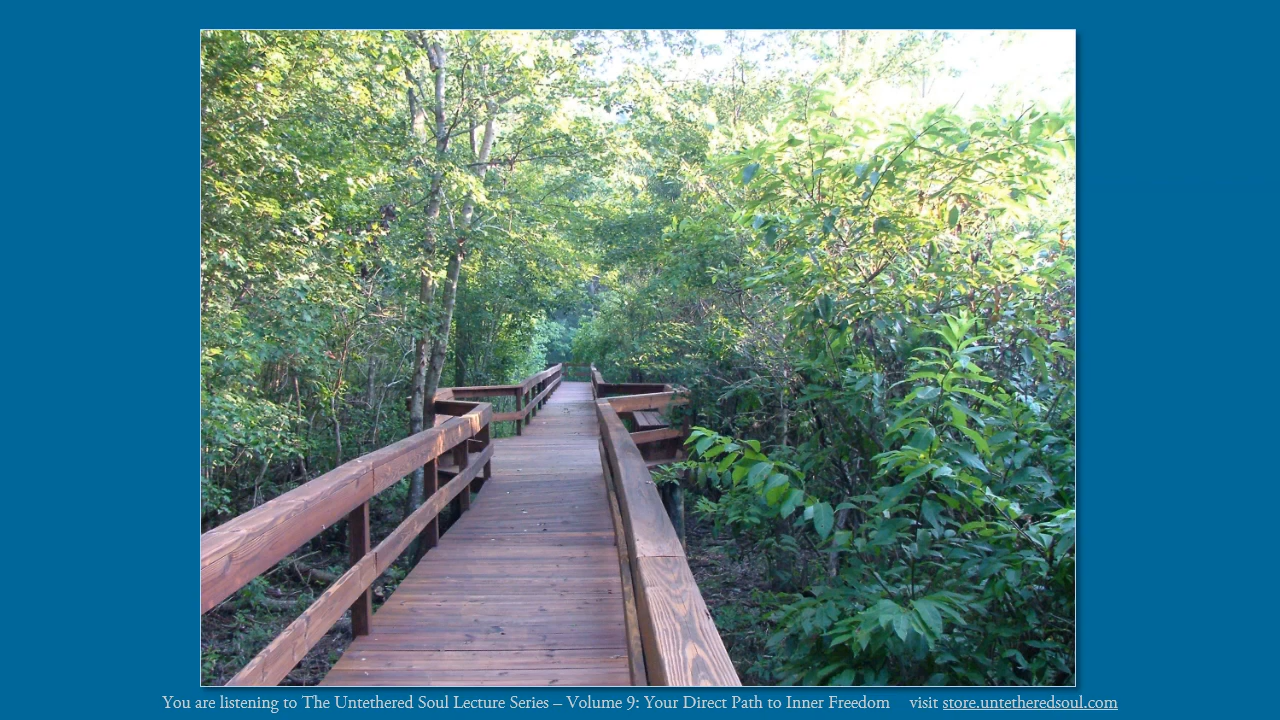 You are listening to The Untethered Soul Lecture Series – Volume 9: Your Direct Path to Inner Freedom visit store.untetheredsoul.com